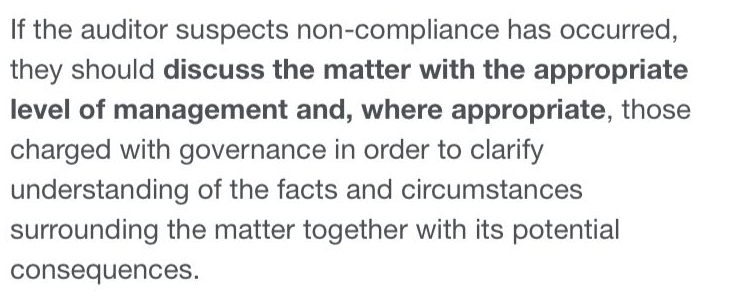 If the auditor suspects non-compliance has occurred,
they should discuss the matter with the appropriate
level of management and, where appropriate, those
charged with governance in order to clarify
understanding of the facts and circumstances
surrounding the matter together with its potential
consequences.